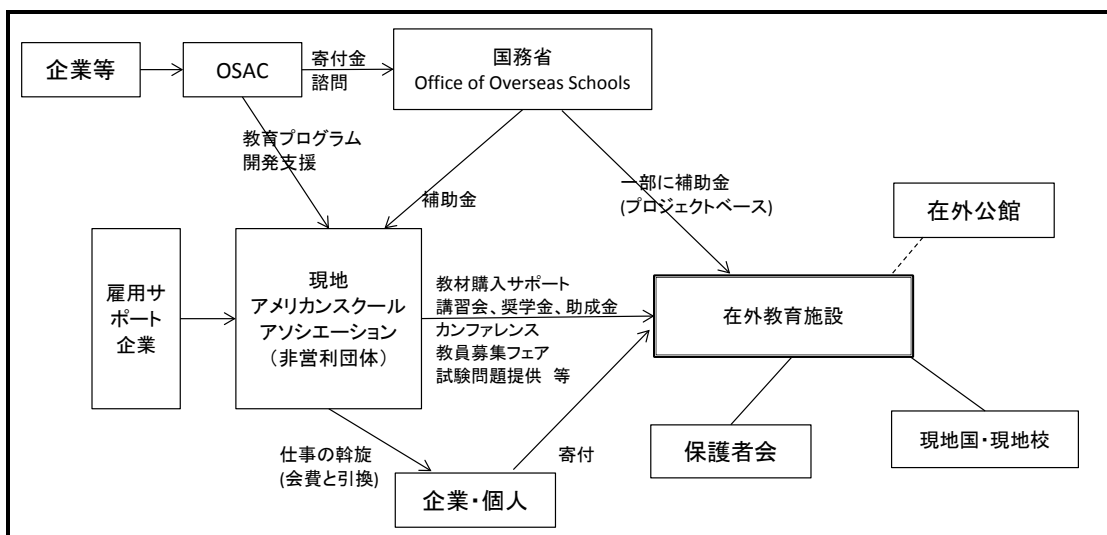 企業等
OSAC
寄付金
諮問
国務省
Office of Overseas Schools
教育プログラム
開発支援
補助金
一部に補助金
(プロジェクトベース)
在外公館
雇用サ
ポート
企業
現地
アメリカンスクール
アソシエーション
（非営利団体）
教材購入サポート
講習会、奨学金、助成金
カンファレンス
教員募集フェア
試験問題提供 等
在外教育施設
仕事の斡旋
(会費と引換)
企業・個人
寄付
保護者会
現地国・現地校